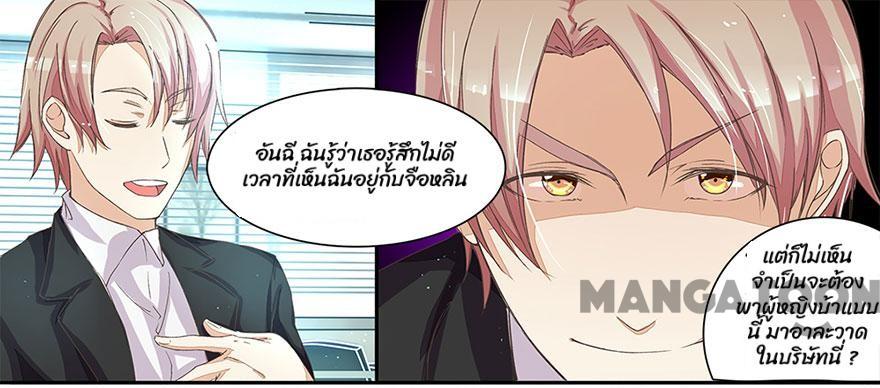 อันฉี ฉันรู้ว่าเธอรู้สึกไม่ดี
เวลาที่เห็นฉันอยู่กับจือหลิน
แต่ก็ไม่เห็น
จำเป็นจะต้อง
พาผู้หญิงบ้าแบบ
นี้ มาอาละวาด
ในบริษัทนี่ ?
MANGATOON